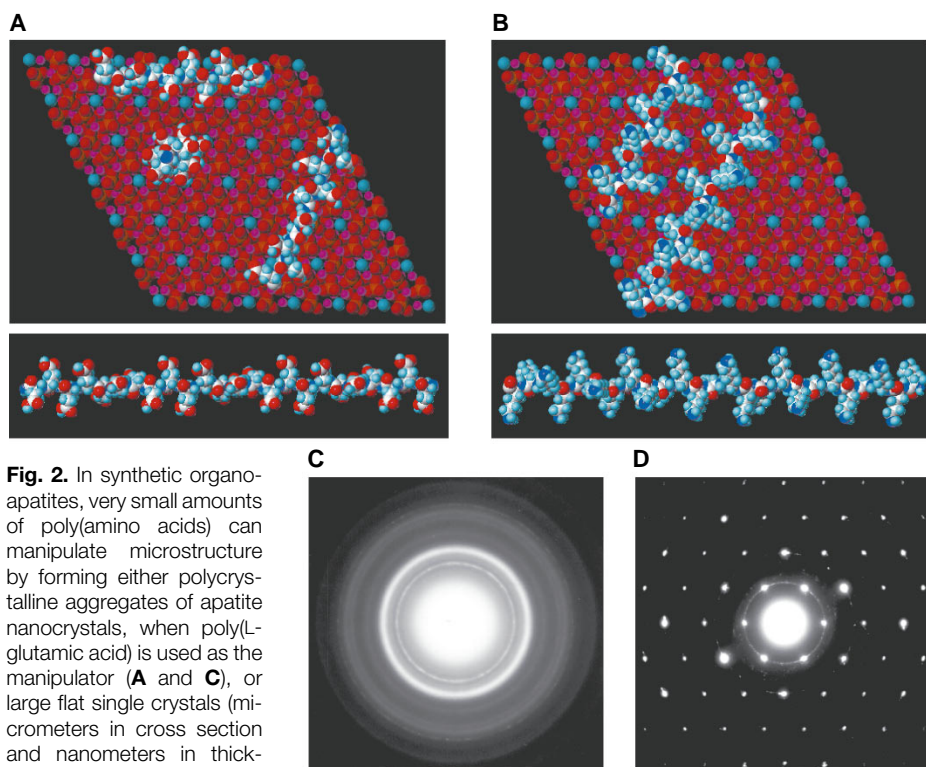 A
B
Fig. 2. In synthetic organo-
apatites, very small amounts
of poly(amino acids) can
manipulate microstructure
by forming either polycrys-
talline aggregates of apatite
nanocrystals, when poly(L-
glutamic acid) is used as the
manipulator (A and C), or
large flat single crystals (mi-
crometers in cross section
and nanometers in thick-
C
D